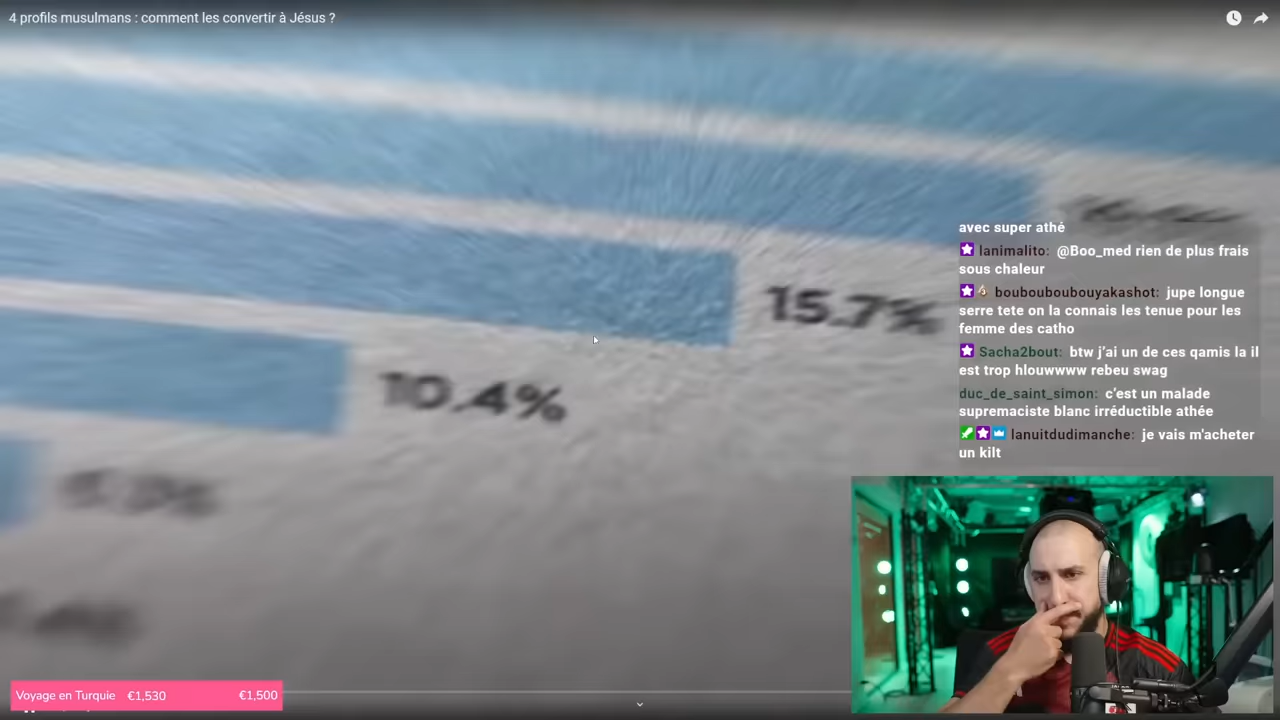 4 profils musulmans : comment les convertir à Jésus ?
15.7%
10.4%
avec super athé
lanimalito: @Boo_med rien de plus frais
sous chaleur
bouboubouboyakashot: jupe longue
serre tete on la connais les tenue pour les
femme des catho
Sacha2bout: btw j'ai un de ces qamis la il
est trop hlouwwww rebeu swag
duc_de_saint_simon: c'est un malade
supremaciste blanc irréductible athée
lanuitdudimanche: je vais m'acheter
un kilt
Voyage en Turquie €1,530 €1,500